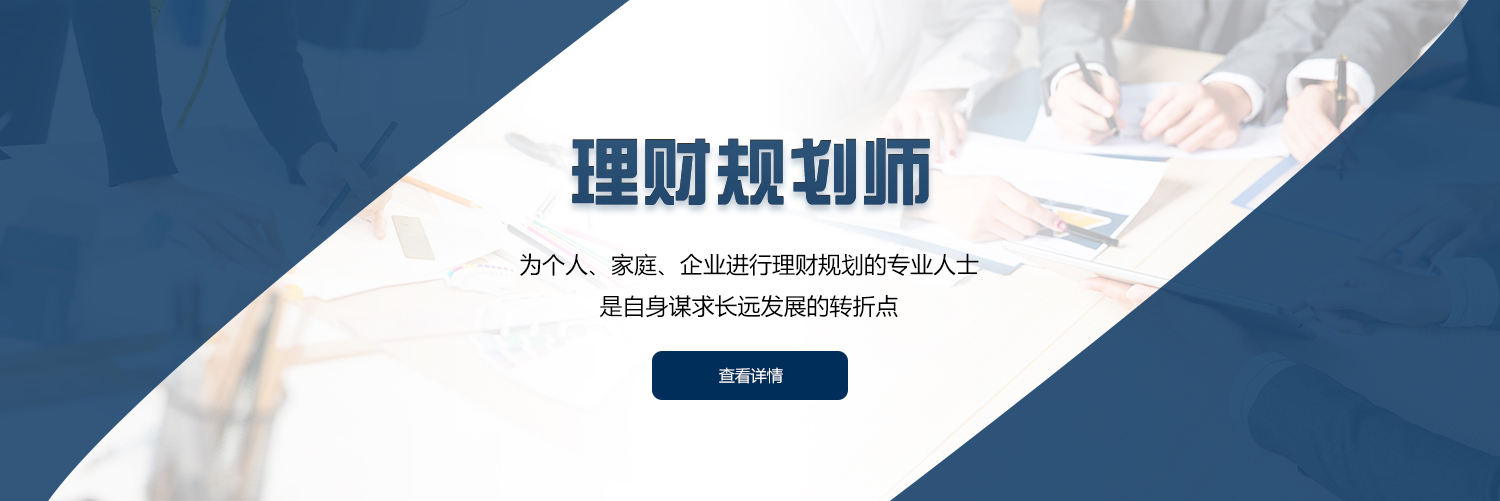 理财规划师
为个人、家庭、企业进行理财规划的专业人士
是自身谋求长远发展的转折点
查看详情